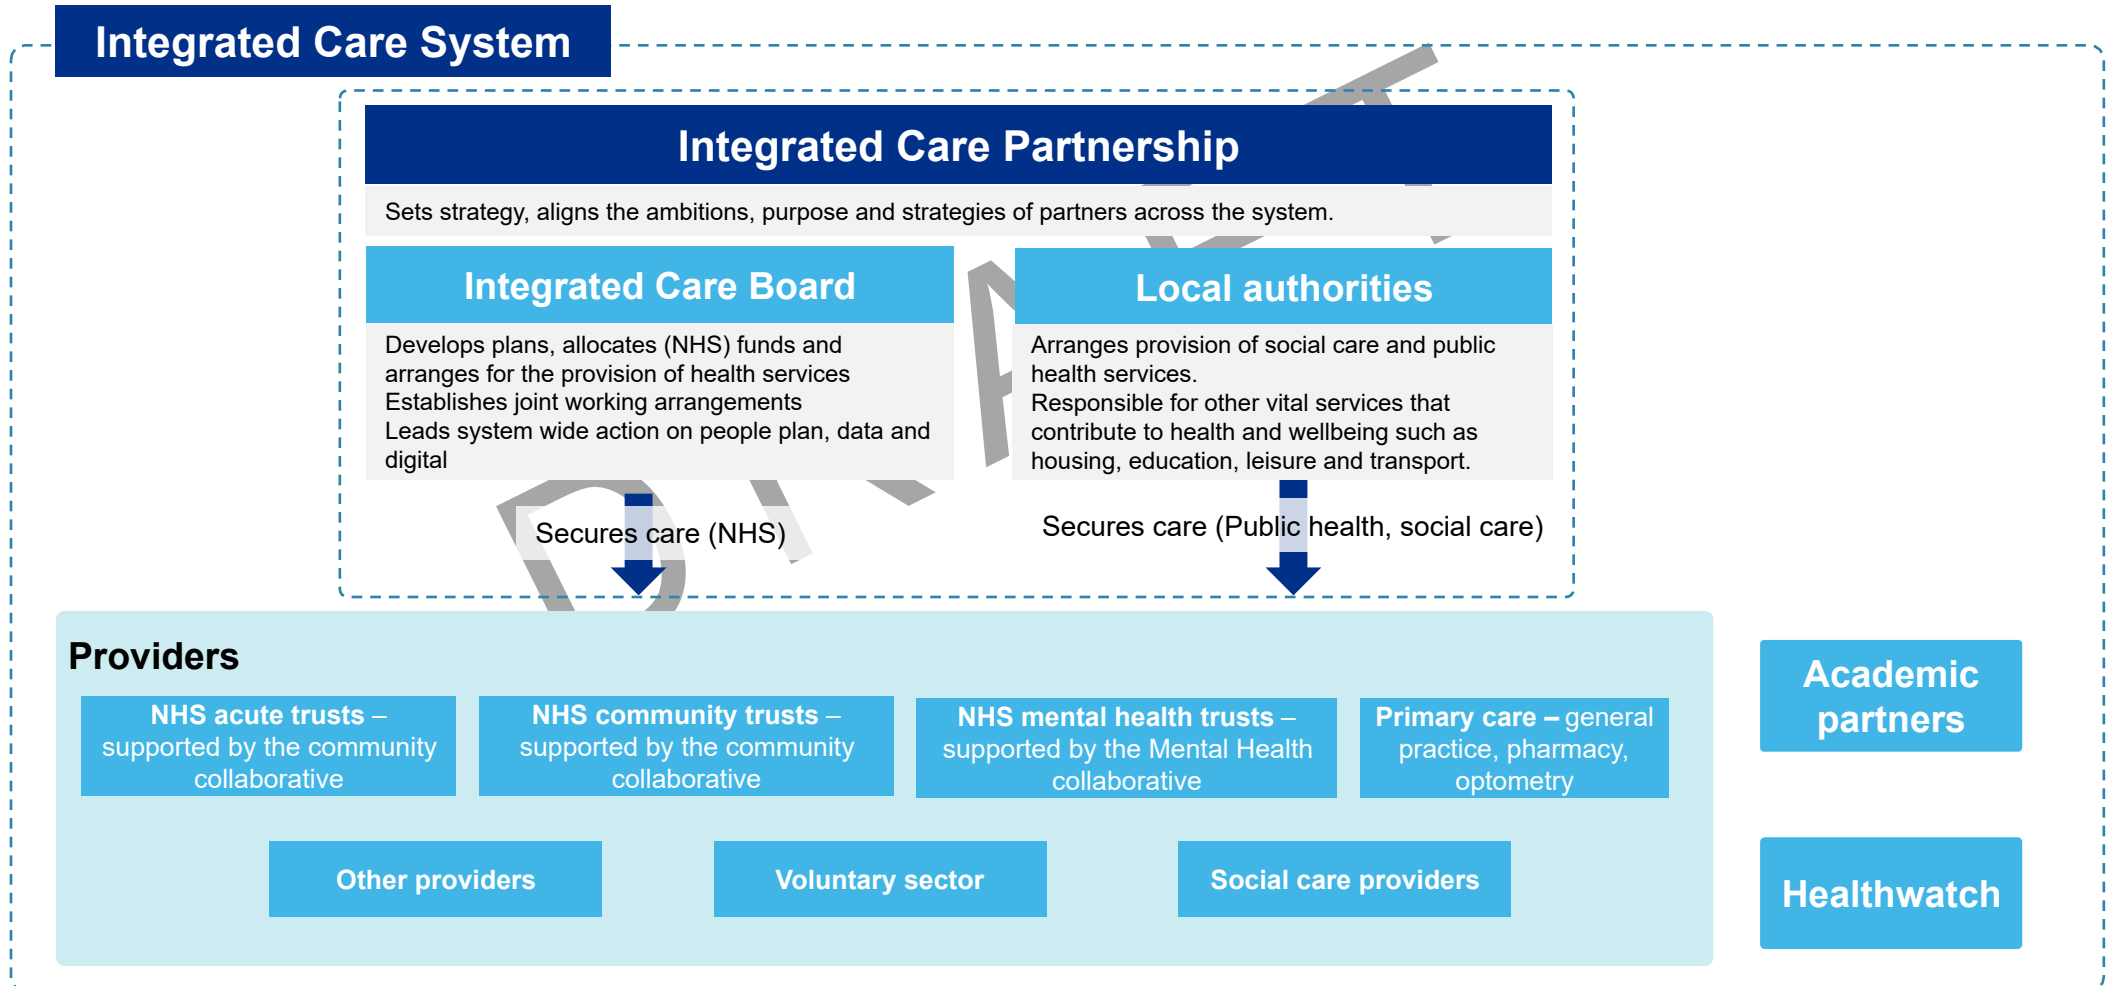 Integrated Care System
Integrated Care Partnership
Sets strategy, aligns the ambitions, purpose and strategies of partners across the system.
Integrated Care Board
Develops plans, allocates (NHS) funds and
arranges for the provision of health services
Establishes joint working arrangements
Leads system wide action on people plan, data and
digital
Local authorities
Arranges provision of social care and public
health services.
Responsible for other vital services that
contribute to health and wellbeing such as
housing, education, leisure and transport.
Secures care (NHS)
Secures care (Public health, social care)
DRAFT
Providers
NHS acute trusts –
supported by the community
collaborative
NHS community trusts –
supported by the community
collaborative
NHS mental health trusts –
supported by the Mental Health
collaborative
Primary care – general
practice, pharmacy,
optometry
Other providers
Voluntary sector
Social care providers
Academic
partners
Healthwatch